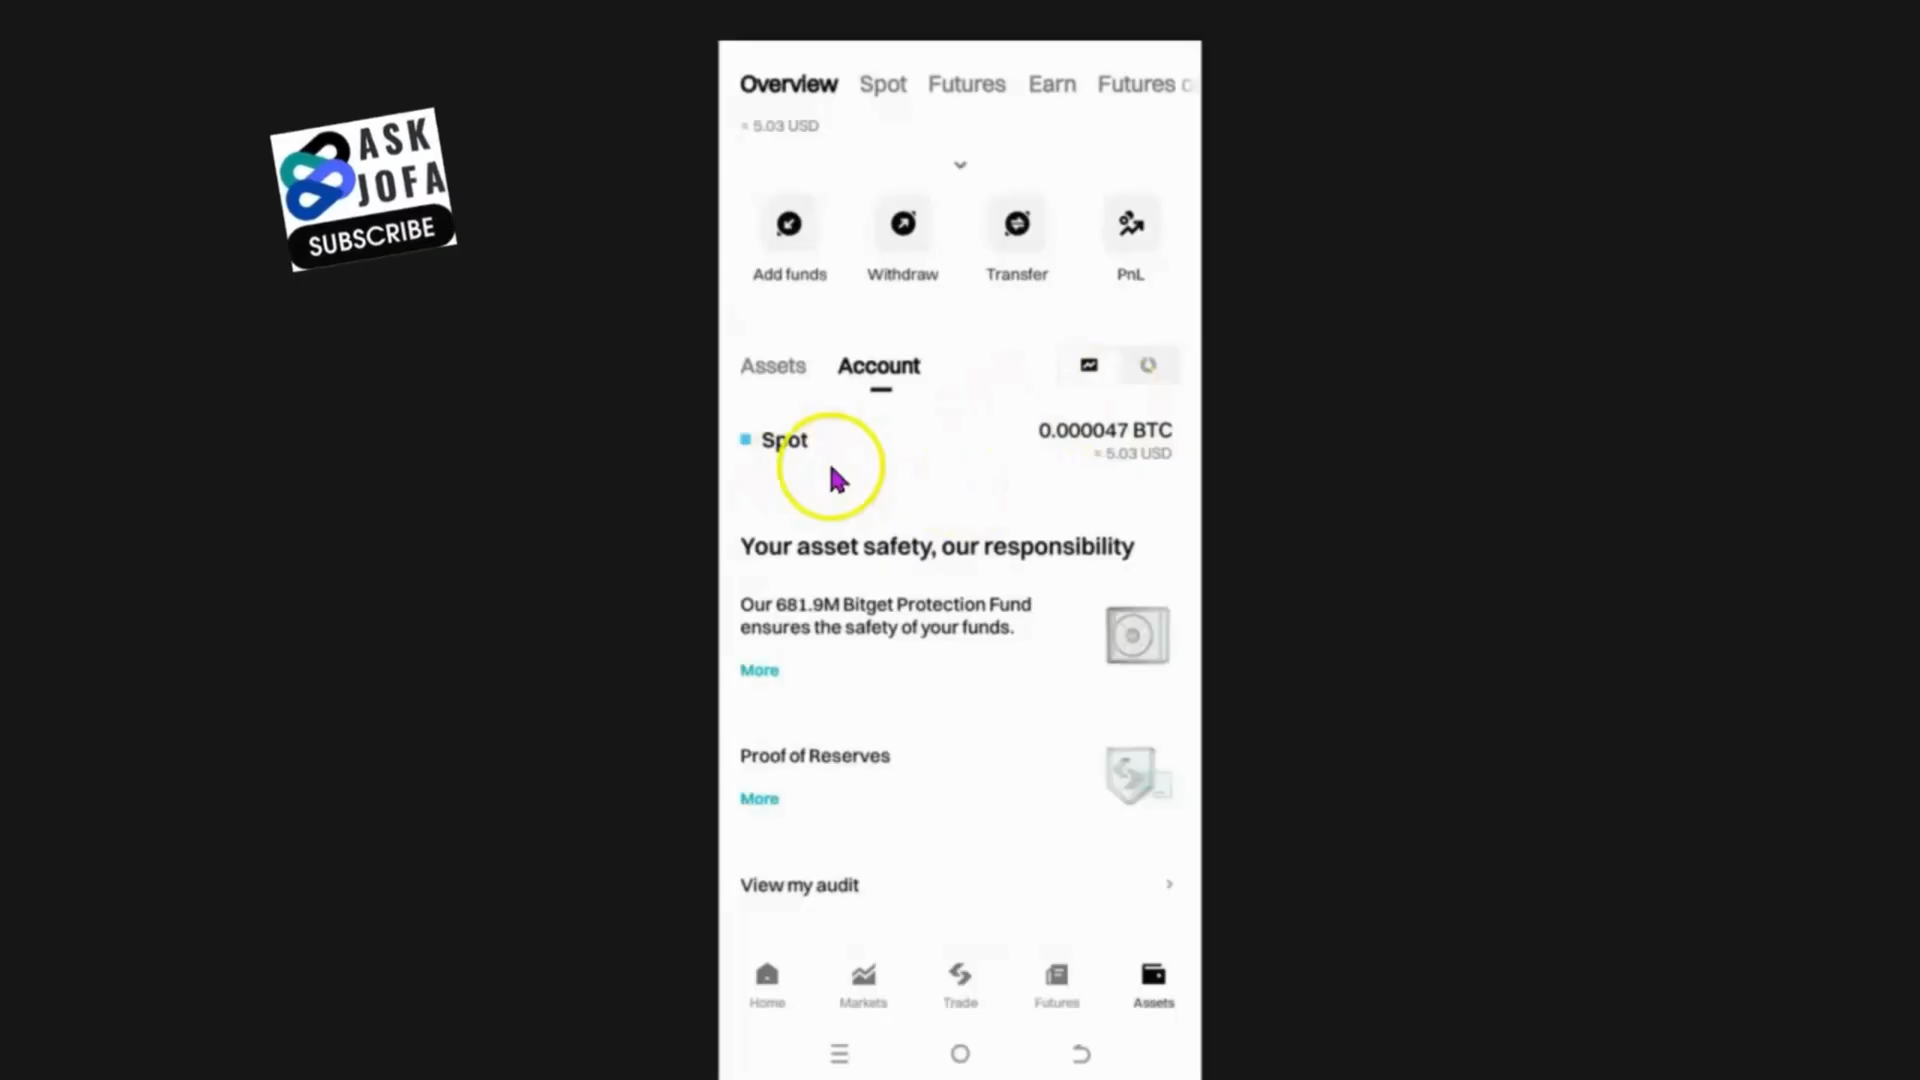 ASK
JOFA
SUBSCRIBE
Overview Spot Futures Earn Futures
≈ 5.03 USD
Add funds Withdraw Transfer PnL
Assets Account
Spot 0.000047 BTC
≈ 5.03 USD
Your asset safety, our responsibility
Our 681.9M Bitget Protection Fund
ensures the safety of your funds.
More
Proof of Reserves
More
View my audit
Home Markets Trade Futures Assets